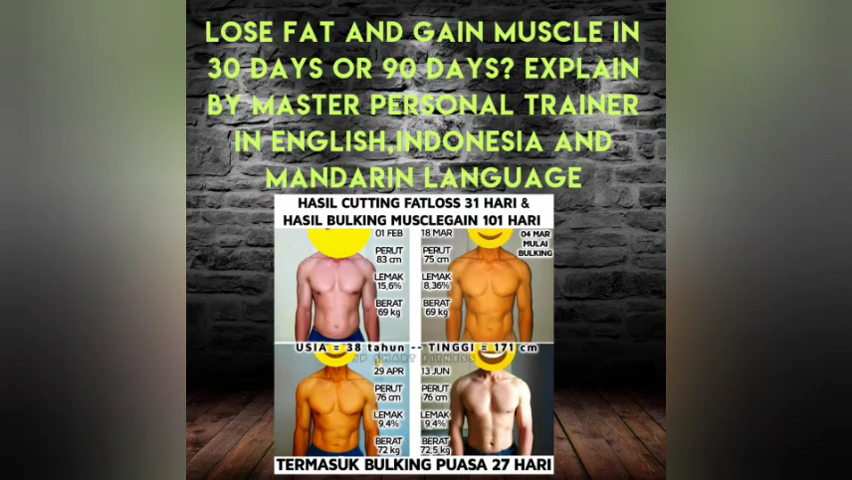 LOSE FAT AND GAIN MUSCLE IN
30 DAYS OR 90 DAYS? EXPLAIN
BY MASTER PERSONAL TRAINER
IN ENGLISH,INDONESIA AND
MANDARIN LANGUAGE
HASIL CUTTING FATLOSS 31 HARI &
HASIL BULKING MUSCLEGAIN 101 HARI
01 FEB
PERUT
83 cm
LEMAK
15,6%
BERAT
69 kg
18 MAR
PERUT
75 cm
LEMAK
8,36%
BERAT
69 kg
04 MAR
MULAI
BULKING
USIA = 38 tahun -- TINGGI = 171 cm
SMART FITNESS
29 APR
PERUT
76 cm
LEMAK
9.4%
BERAT
72 kg
13 JUN
PERUT
76 cm
LEMAK
9.4%
BERAT
72.5 kg
TERMASUK BULKING PUASA 27 HARI